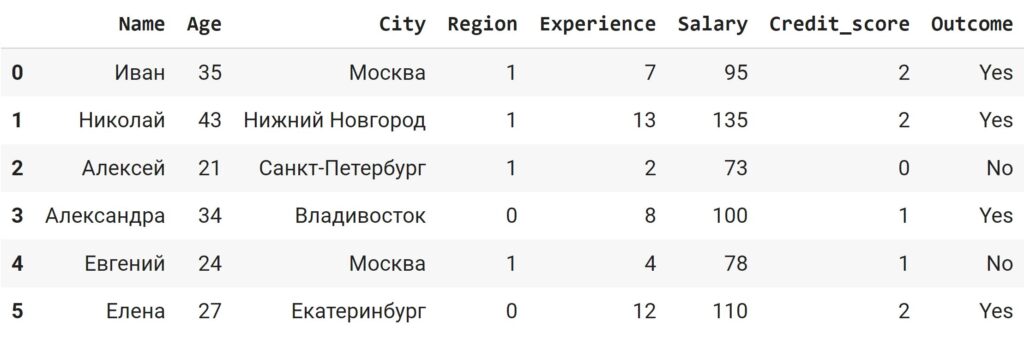 Name Age City Region Experience Salary Credit_score Outcome
0 Иван 35 Москва 1 7 95 2 Yes
1 Николай 43 Нижний Новгород 1 13 135 2 Yes
2 Алексей 21 Санкт-Петербург 1 2 73 0 No
3 Александра 34 Владивосток 0 8 100 1 Yes
4 Евгений 24 Москва 1 4 78 1 No
5 Елена 27 Екатеринбург 0 12 110 2 Yes